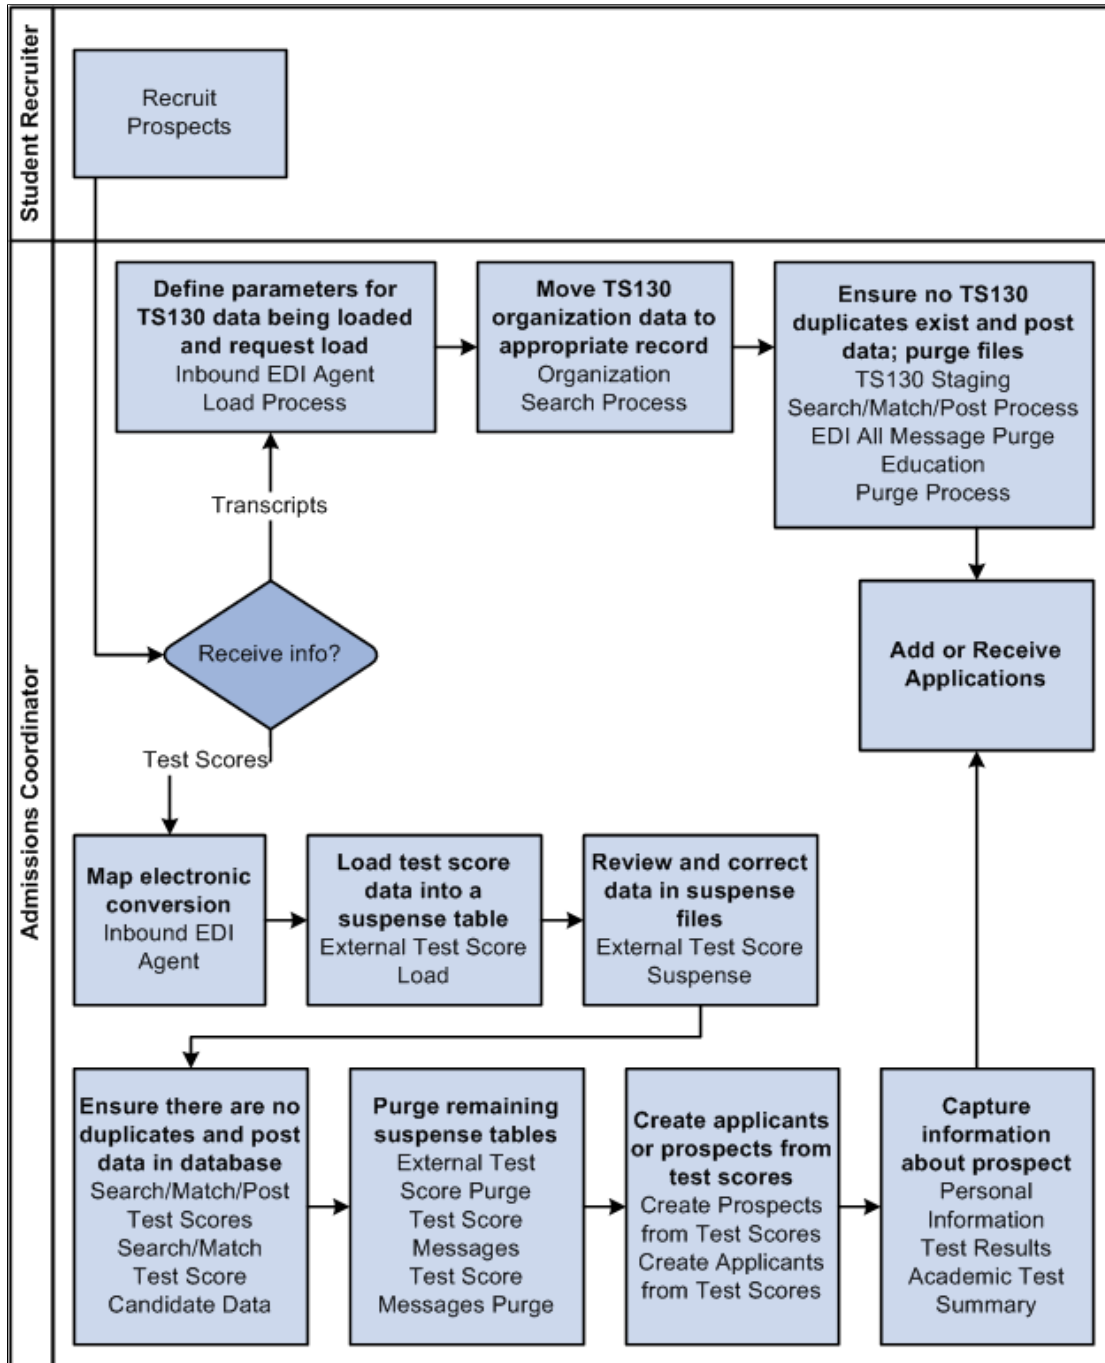 Student Recruiter
Recruit
Prospects
Admissions Coordinator
Define parameters for
TS130 data being loaded
and request load
Inbound EDI Agent
Load Process
Move TS130
organization data to
appropriate record
Organization
Search Process
Ensure no TS130
duplicates exist and post
data; purge files
TS130 Staging
Search/Match/Post Process
EDI All Message Purge
Education
Purge Process
Transcripts
Receive info?
Add or Receive
Applications
Test Scores
Map electronic
conversion
Inbound EDI
Agent
Load test score
data into a
suspense table
External Test Score
Load
Review and correct
data in suspense
files
External Test Score
Suspense
Ensure there are no
duplicates and post
data in database
Search/Match/Post
Test Scores
Search/Match
Test Score
Candidate Data
Purge remaining
suspense tables
External Test
Score Purge
Test Score
Messages
Test Score
Messages Purge
Create applicants
or prospects from
test scores
Create Prospects
from Test Scores
Create Applicants
from Test Scores
Capture
information
about prospect
Personal
Information
Test Results
Academic Test
Summary